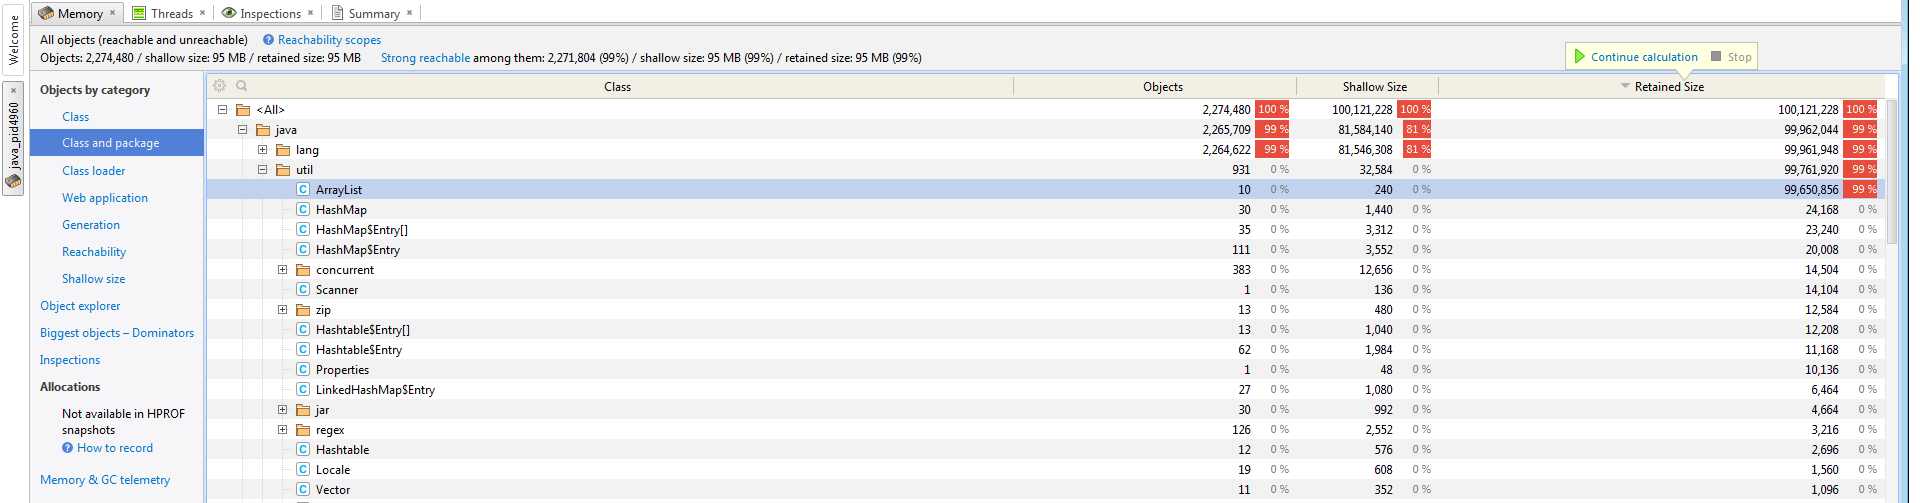 Welcome
java_pid4960
Memory
Threads
Inspections
Summary
All objects (reachable and unreachable) Reachability scopes
Objects: 2,274,480 / shallow size: 95 MB / retained size: 95 MB Strong reachable among them: 2,271,804 (99%) / shallow size: 95 MB (99%) / retained size: 95 MB (99%)
Continue calculation Stop
Objects by category
Class
Class and package
Class loader
Web application
Generation
Reachability
Shallow size
Object explorer
Biggest objects – Dominators
Inspections
Allocations
Not available in HPROF
snapshots
How to record
Memory & GC telemetry
Class Objects Shallow Size Retained Size
<All> 2,274,480 100 % 100,121,228 100 % 100,121,228 100 %
java 2,265,709 99 % 81,584,140 81 % 99,962,044 99 %
lang 2,264,622 99 % 81,546,308 81 % 99,961,948 99 %
util 931 0 % 32,584 0 % 99,761,920 99 %
ArrayList 10 0 % 240 0 % 99,650,856 99 %
HashMap 30 0 % 1,440 0 % 24,168 0 %
HashMap$Entry[] 35 0 % 3,312 0 % 23,240 0 %
HashMap$Entry 111 0 % 3,552 0 % 20,008 0 %
concurrent 383 0 % 12,656 0 % 14,504 0 %
Scanner 1 0 % 136 0 % 14,104 0 %
zip 13 0 % 480 0 % 12,584 0 %
Hashtable$Entry[] 13 0 % 1,040 0 % 12,208 0 %
Hashtable$Entry 62 0 % 1,984 0 % 11,168 0 %
Properties 1 0 % 48 0 % 10,136 0 %
LinkedHashMap$Entry 27 0 % 1,080 0 % 6,464 0 %
jar 30 0 % 992 0 % 4,664 0 %
regex 126 0 % 2,552 0 % 3,216 0 %
Hashtable 12 0 % 576 0 % 2,696 0 %
Locale 19 0 % 608 0 % 1,560 0 %
Vector 11 0 % 352 0 % 1,096 0 %